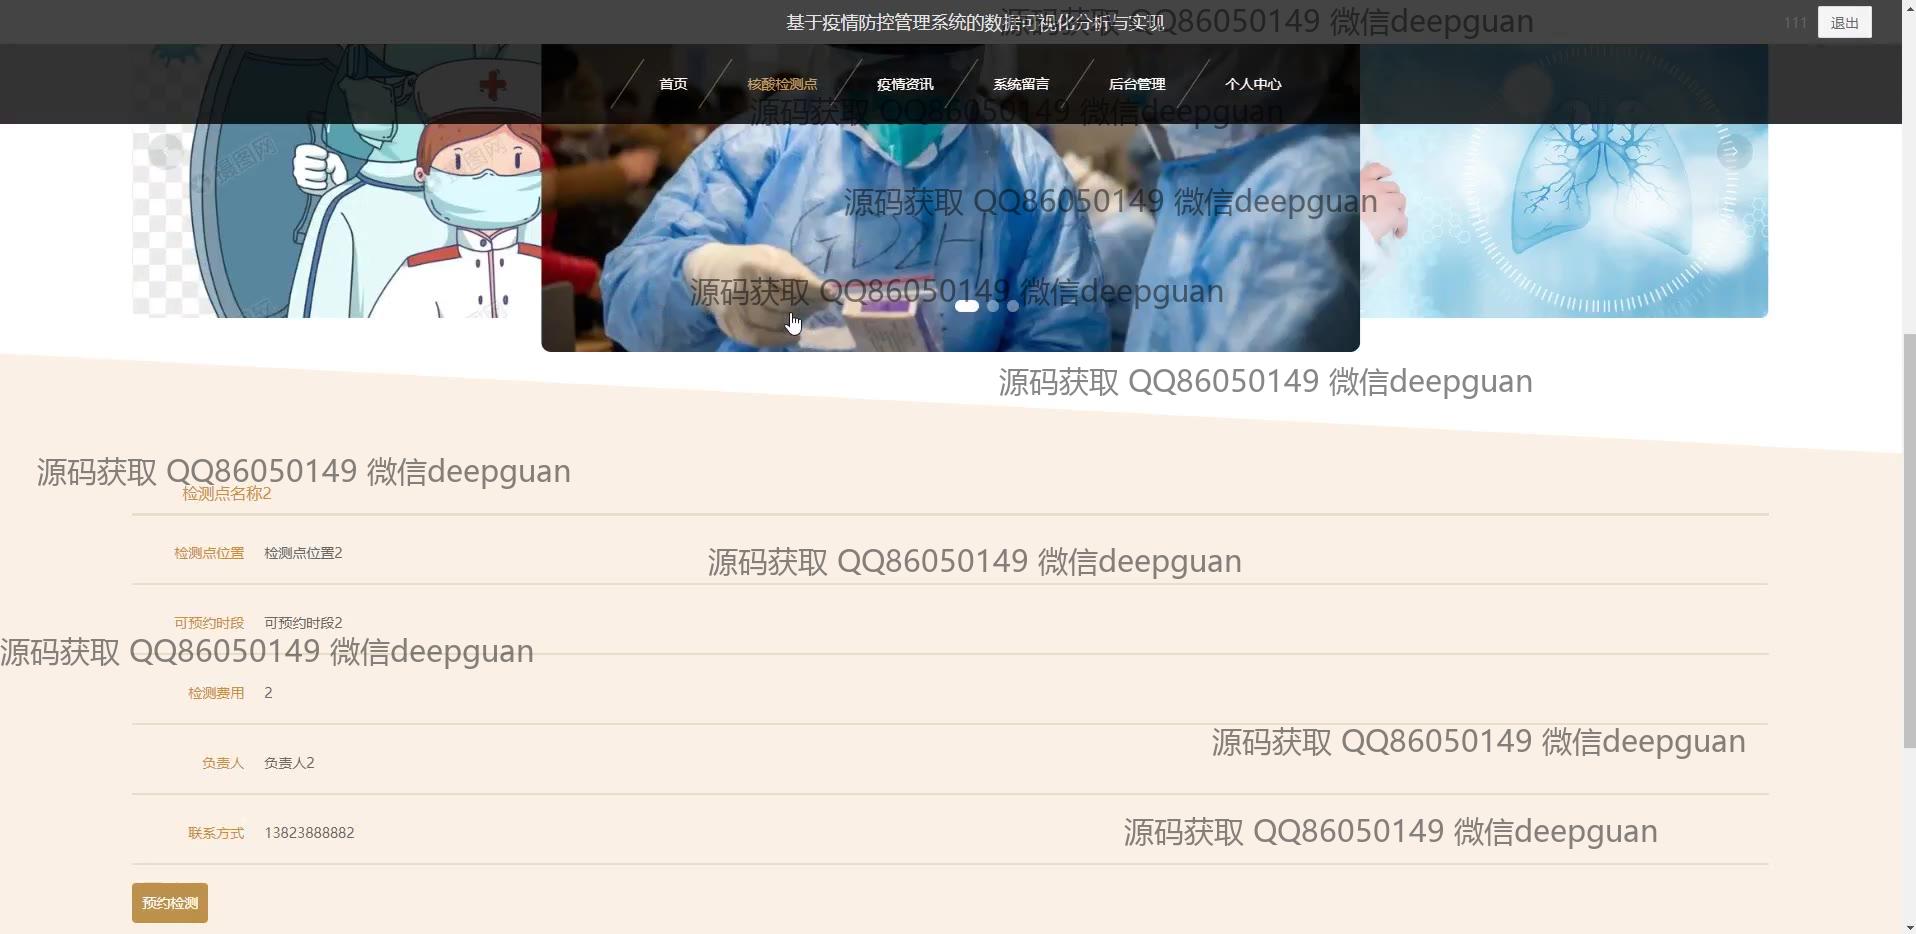 基于疫情防控管理系统的数据可视化分析与实现
源码获取 QQ86050149 微信deepguan
111
退出
首页
核酸检测点
疫情资讯
系统留言
后台管理
个人中心
源码获取 QQ86050149 微信deepguan
源码获取 QQ86050149 微信deepguan
源码获取 QQ86050149 微信deepguan
源码获取 QQ86050149 微信deepguan
源码获取 QQ86050149 微信deepguan
检测点名称2
检测点位置 检测点位置2
源码获取 QQ86050149 微信deepguan
可预约时段 可预约时段2
源码获取 QQ86050149 微信deepguan
检测费用 2
源码获取 QQ86050149 微信deepguan
负责人 负责人2
联系方式 13823888882
源码获取 QQ86050149 微信deepguan
预约检测